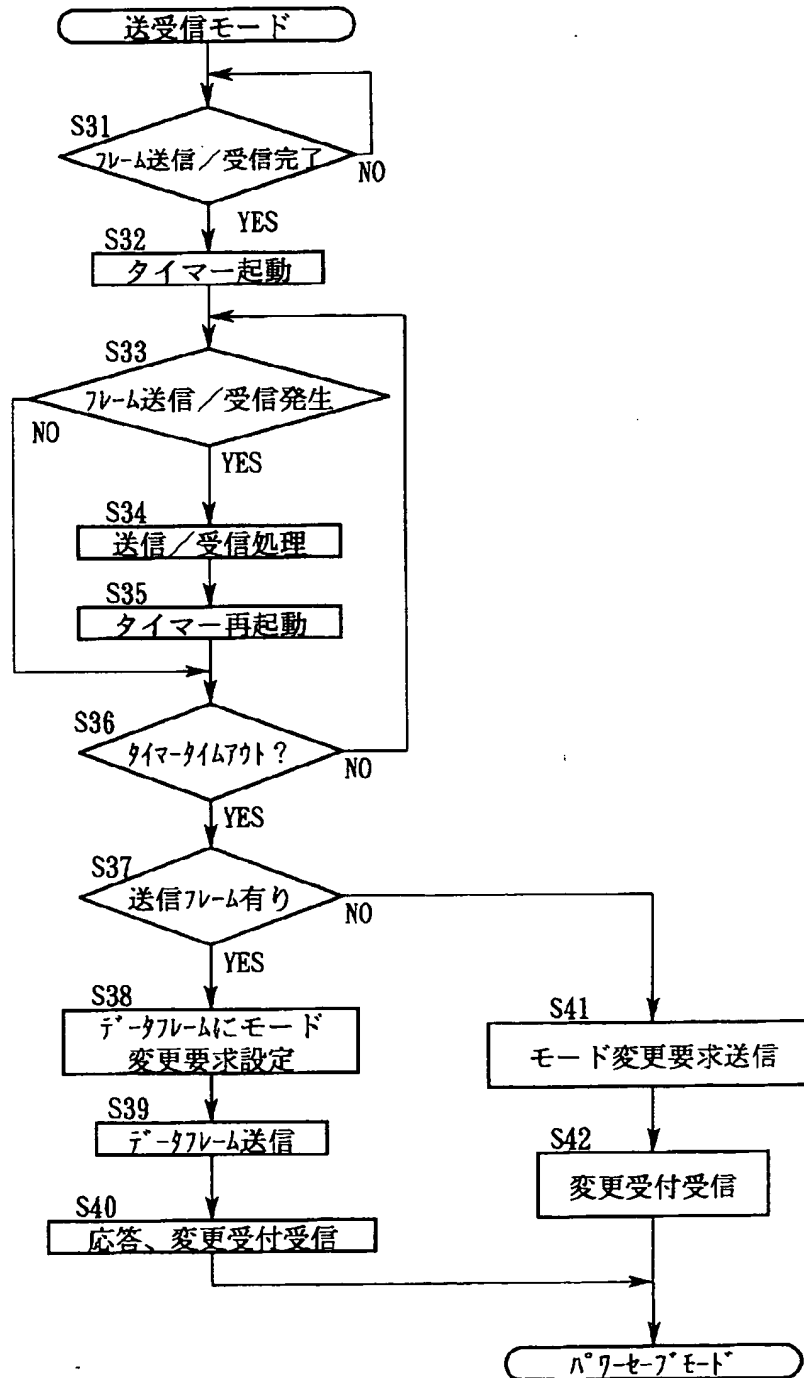 送受信モード
S31
フレーム送信／受信完了
NO
YES
S32
タイマー起動
S33
フレーム送信／受信発生
NO
YES
S34
送信／受信処理
S35
タイマー再起動
S36
タイマータイムアウト？
NO
YES
S37
送信フレーム有り
NO
YES
S38
データフレームにモード
変更要求設定
S39
データフレーム送信
S40
応答、変更受付受信
S41
モード変更要求送信
S42
変更受付受信
パワーセーブモード